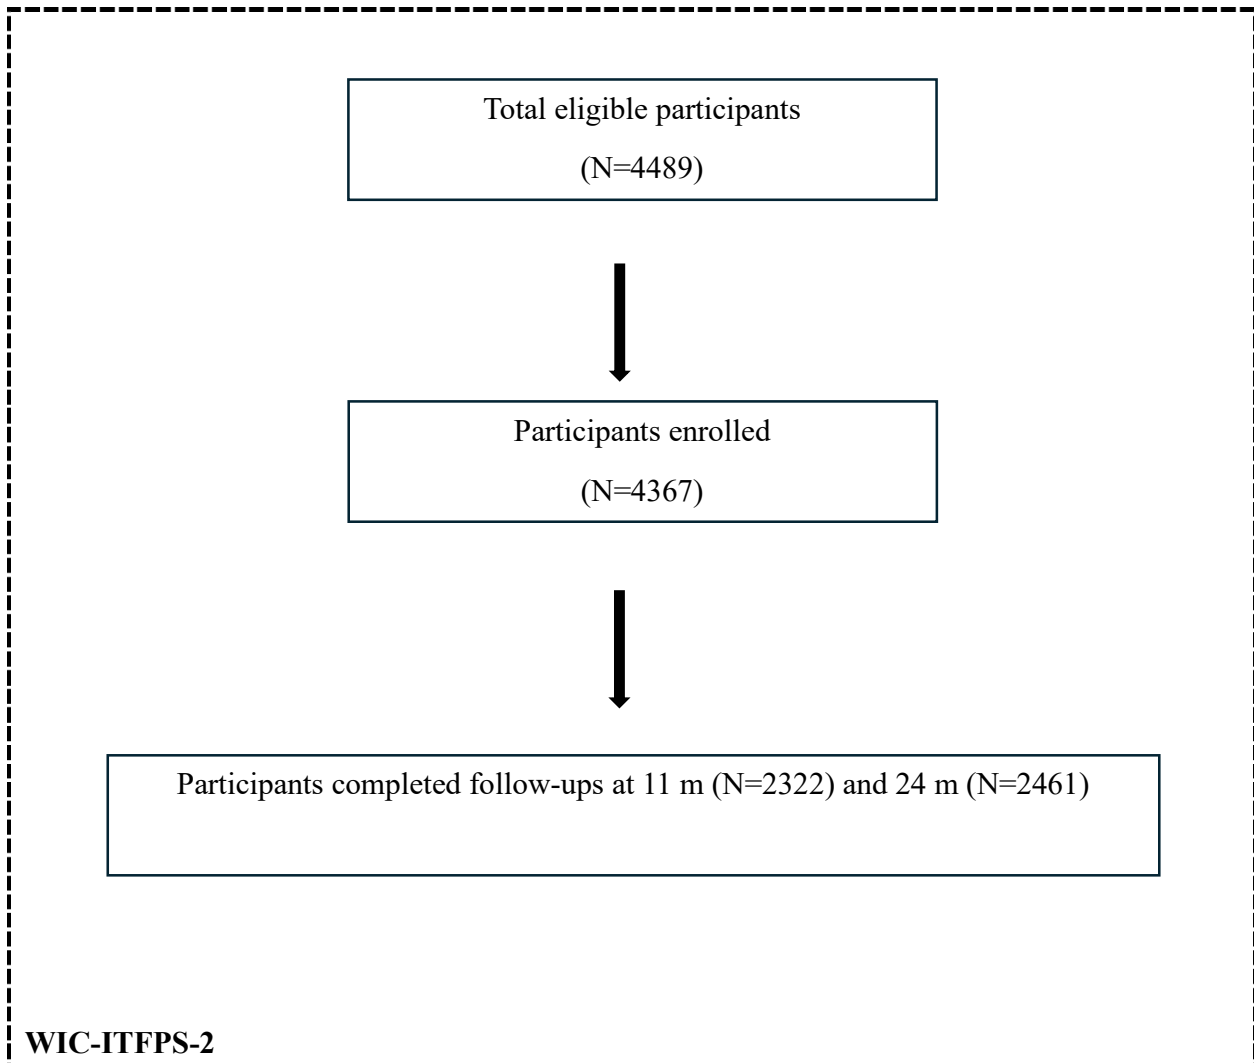 Total eligible participants
(N=4489)
Participants enrolled
(N=4367)
Participants completed follow-ups at 11 m (N=2322) and 24 m (N=2461)
WIC-ITFPS-2